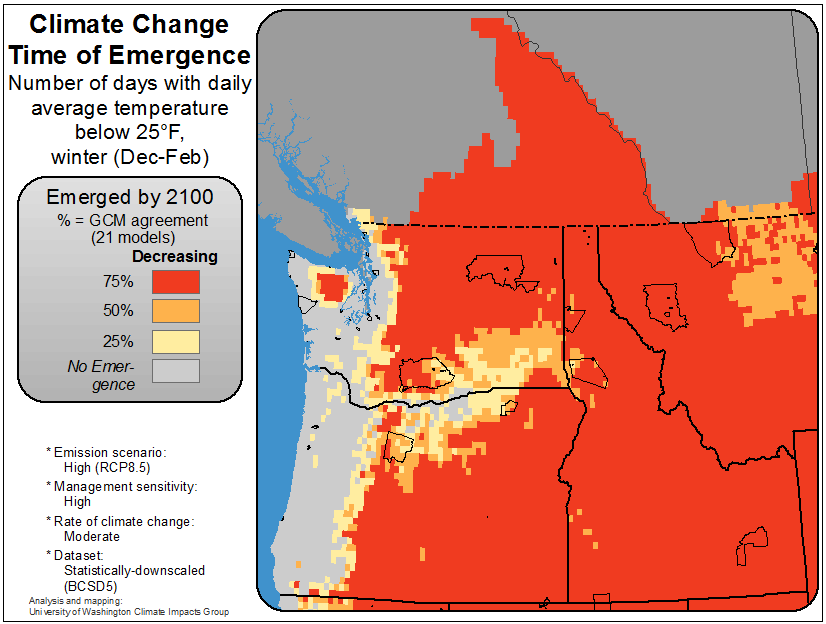 Climate Change
Time of Emergence
Number of days with daily
average temperature
below 25°F,
winter (Dec-Feb)
Emerged by 2100
% = GCM agreement
(21 models)
Decreasing
75%
50%
25%
No Emer-
gence
* Emission scenario:
High (RCP8.5)
* Management sensitivity:
High
* Rate of climate change:
Moderate
* Dataset:
Statistically-downscaled
(BCSD5)
Analysis and mapping:
University of Washington Climate Impacts Group